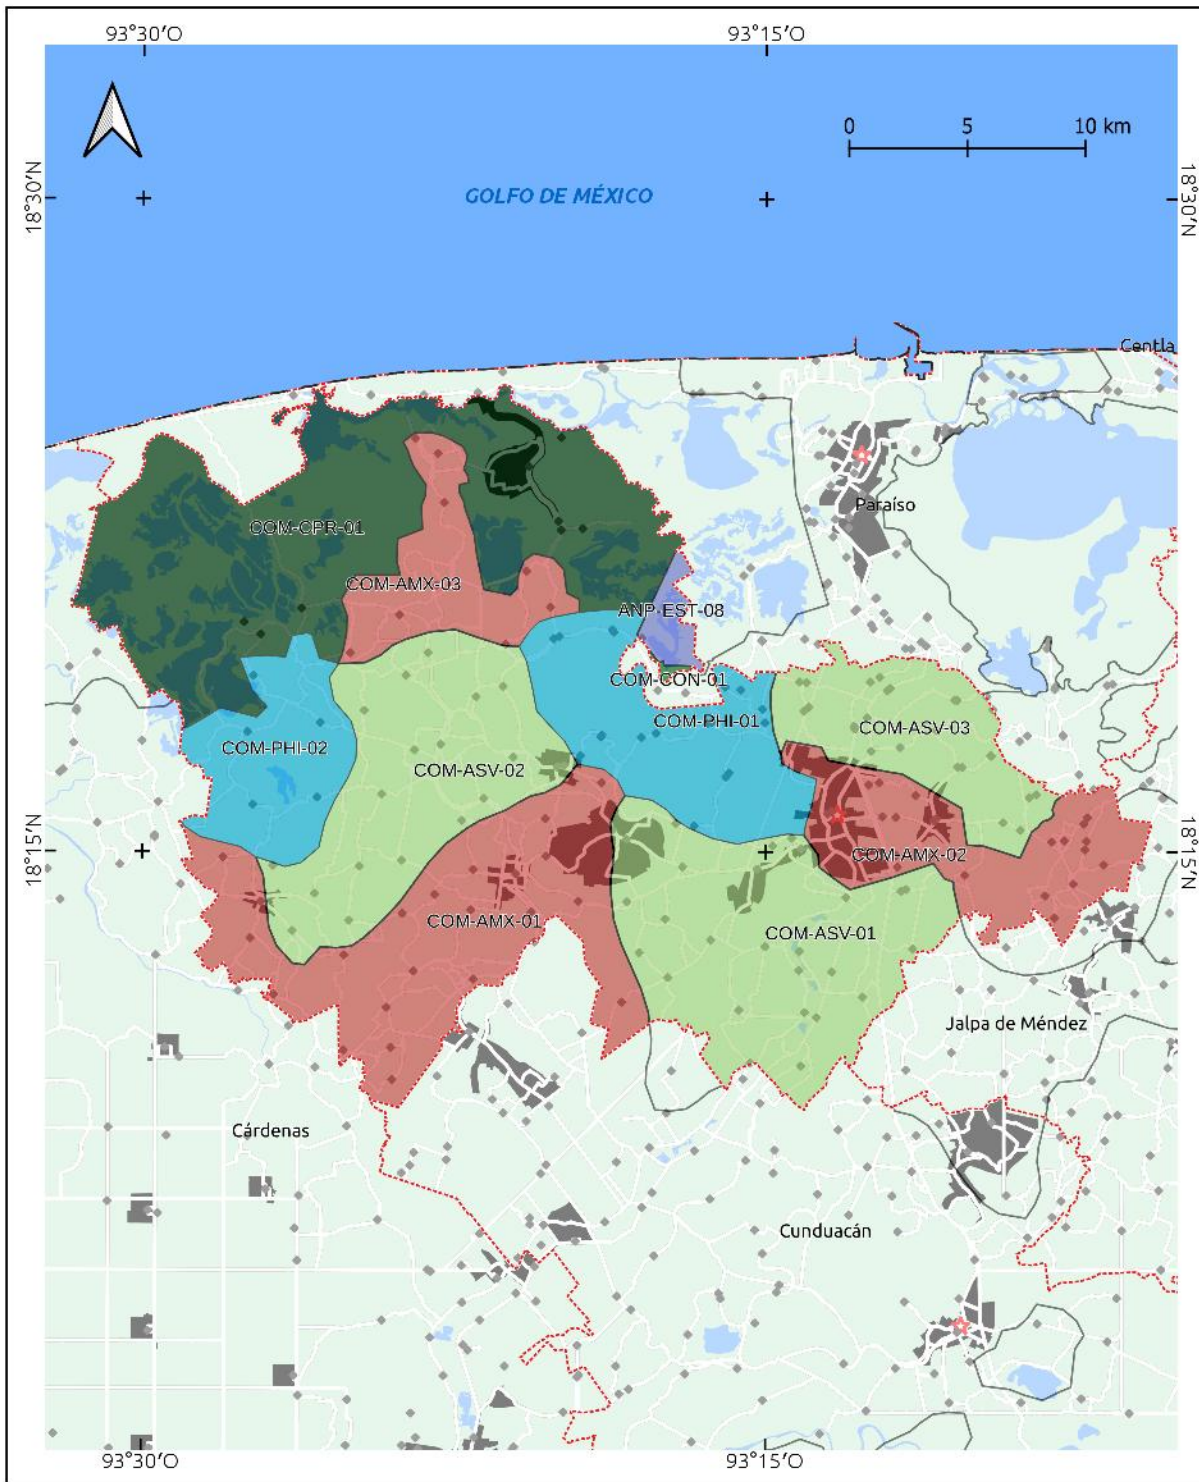 93°30′O 93°15′O
0 5 10 km
18°30′N 18°30′N
GOLFO DE MÉXICO
Centla
Paraíso
COM-CPR-01
COM-AMX-03
ANP-EST-08
COM-CON-01
COM-PHI-01
COM-ASV-03
COM-PHI-02
COM-ASV-02
18°15′N 18°15′N
COM-AMX-02
COM-AMX-01
COM-ASV-01
Jalpa de Méndez
Cárdenas
Cunduacán
93°30′O 93°15′O